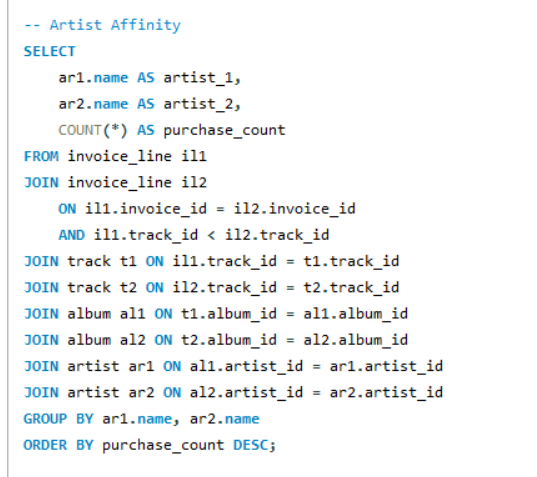 -- Artist Affinity
SELECT
    ar1.name AS artist_1,
    ar2.name AS artist_2,
    COUNT(*) AS purchase_count
FROM invoice_line il1
JOIN invoice_line il2
    ON il1.invoice_id = il2.invoice_id
    AND il1.track_id < il2.track_id
JOIN track t1 ON il1.track_id = t1.track_id
JOIN track t2 ON il2.track_id = t2.track_id
JOIN album al1 ON t1.album_id = al1.album_id
JOIN album al2 ON t2.album_id = al2.album_id
JOIN artist ar1 ON al1.artist_id = ar1.artist_id
JOIN artist ar2 ON al2.artist_id = ar2.artist_id
GROUP BY ar1.name, ar2.name
ORDER BY purchase_count DESC;